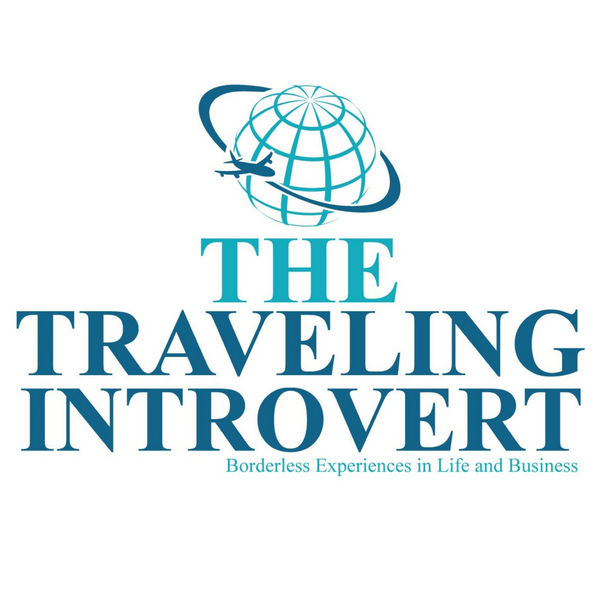 THE
TRAVELING
INTROVERT
Borderless Experiences in Life and Business